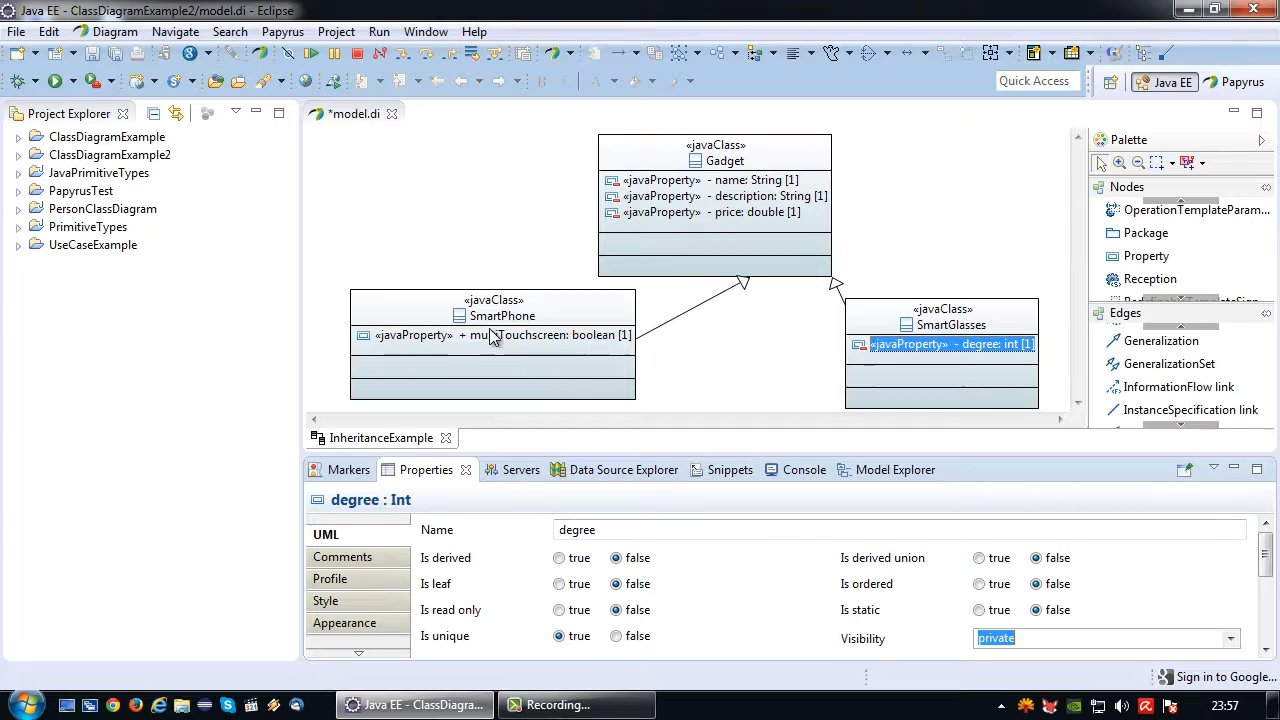 Java EE - ClassDiagramExample2/model.di - Eclipse
File Edit Diagram Navigate Search Papyrus Project Run Window Help
Quick Access
Java EE
Papyrus
Project Explorer
ClassDiagramExample
ClassDiagramExample2
JavaPrimitiveTypes
PapyrusTest
PersonClassDiagram
PrimitiveTypes
UseCaseExample
*model.di
«javaClass»
Gadget
«javaProperty» - name: String [1]
«javaProperty» - description: String [1]
«javaProperty» - price: double [1]
«javaClass»
SmartPhone
«javaClass»
SmartGlasses
«javaProperty» - degree: int [1]
Palette
Nodes
OperationTemplateParam...
Package
Property
Reception
Edges
Generalization
GeneralizationSet
InformationFlow link
InstanceSpecification link
InheritanceExample
Markers Properties Servers Data Source Explorer Snippets Console Model Explorer
degree : Int
UML
Comments
Profile
Style
Appearance
Name degree
Is derived true false Is derived union true false
Is leaf true false Is ordered true false
Is read only true false Is static true false
Is unique true false Visibility private
Sign in to Google...
Java EE - ClassDiagra...
Recording...
23:57